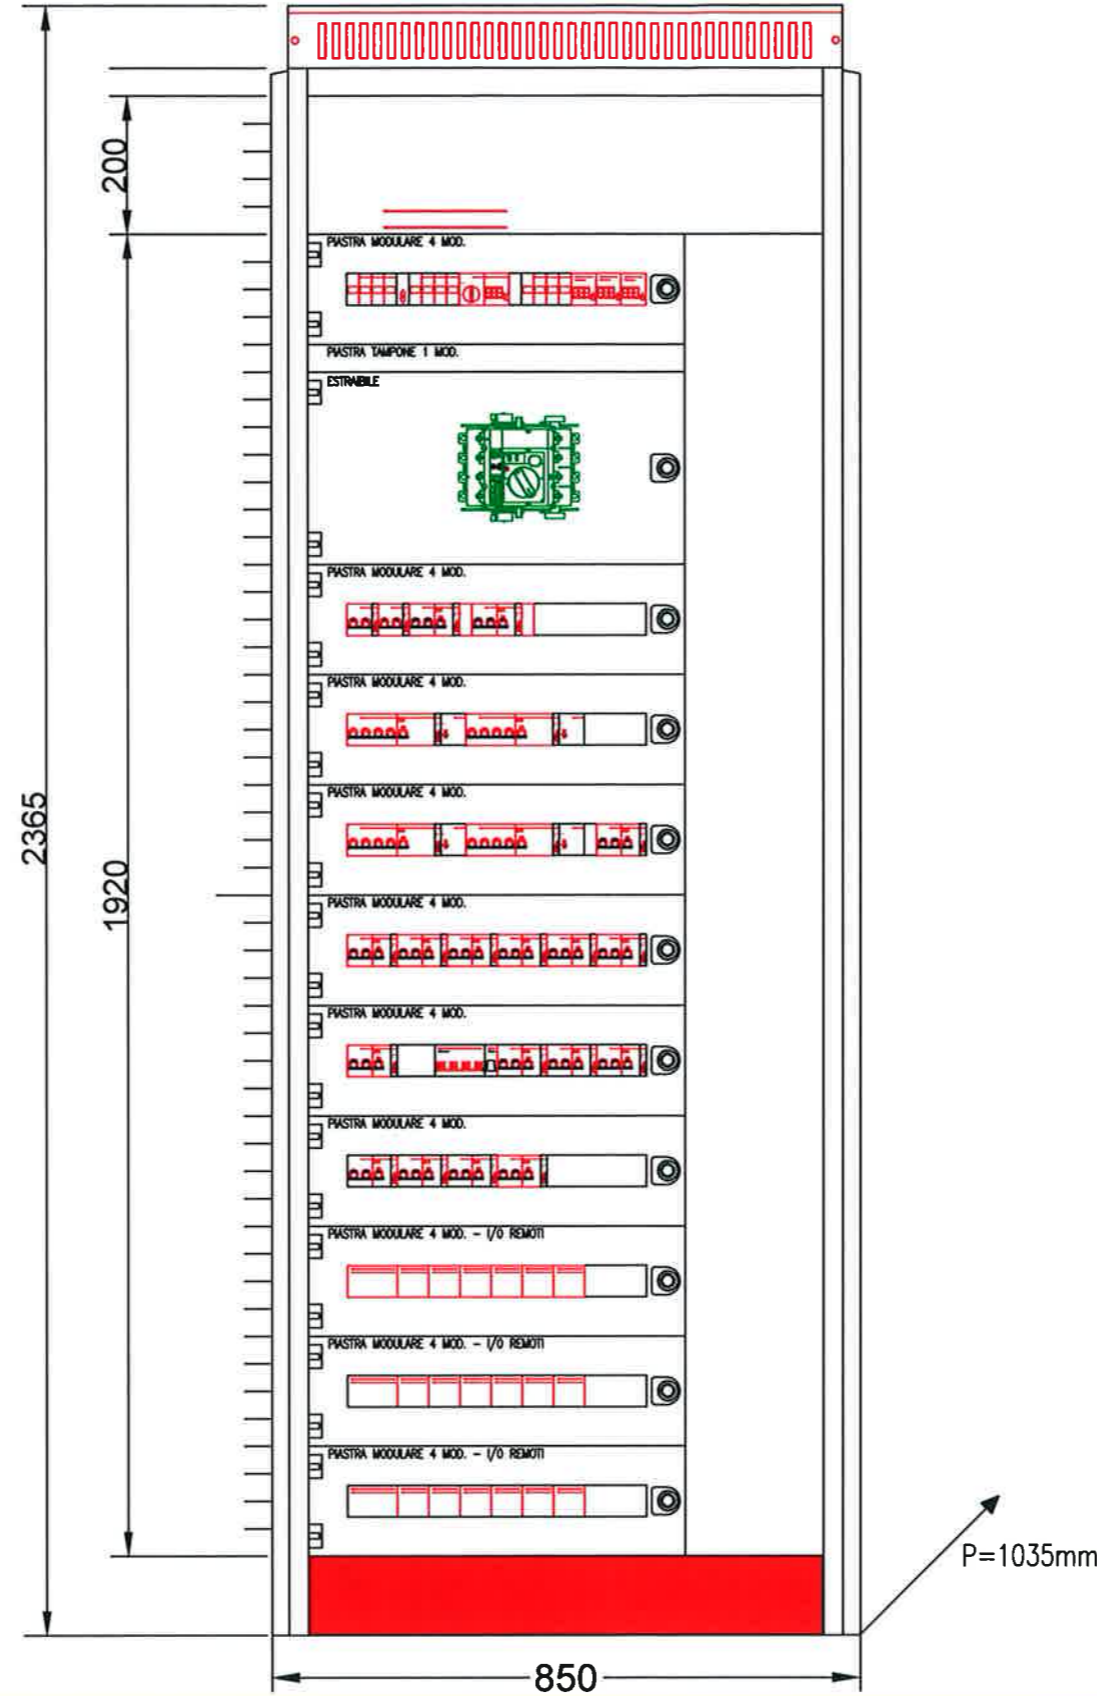 200
PIASTRA MODULARE 4 MOD.
PIASTRA TAMPONE 1 MOD.
ESTRAIBILE
PIASTRA MODULARE 4 MOD.
PIASTRA MODULARE 4 MOD.
PIASTRA MODULARE 4 MOD.
2365
1920
PIASTRA MODULARE 4 MOD.
PIASTRA MODULARE 4 MOD.
PIASTRA MODULARE 4 MOD.
PIASTRA MODULARE 4 MOD. - I/O REMOTI
PIASTRA MODULARE 4 MOD. - I/O REMOTI
PIASTRA MODULARE 4 MOD. - I/O REMOTI
P=1035mm
850